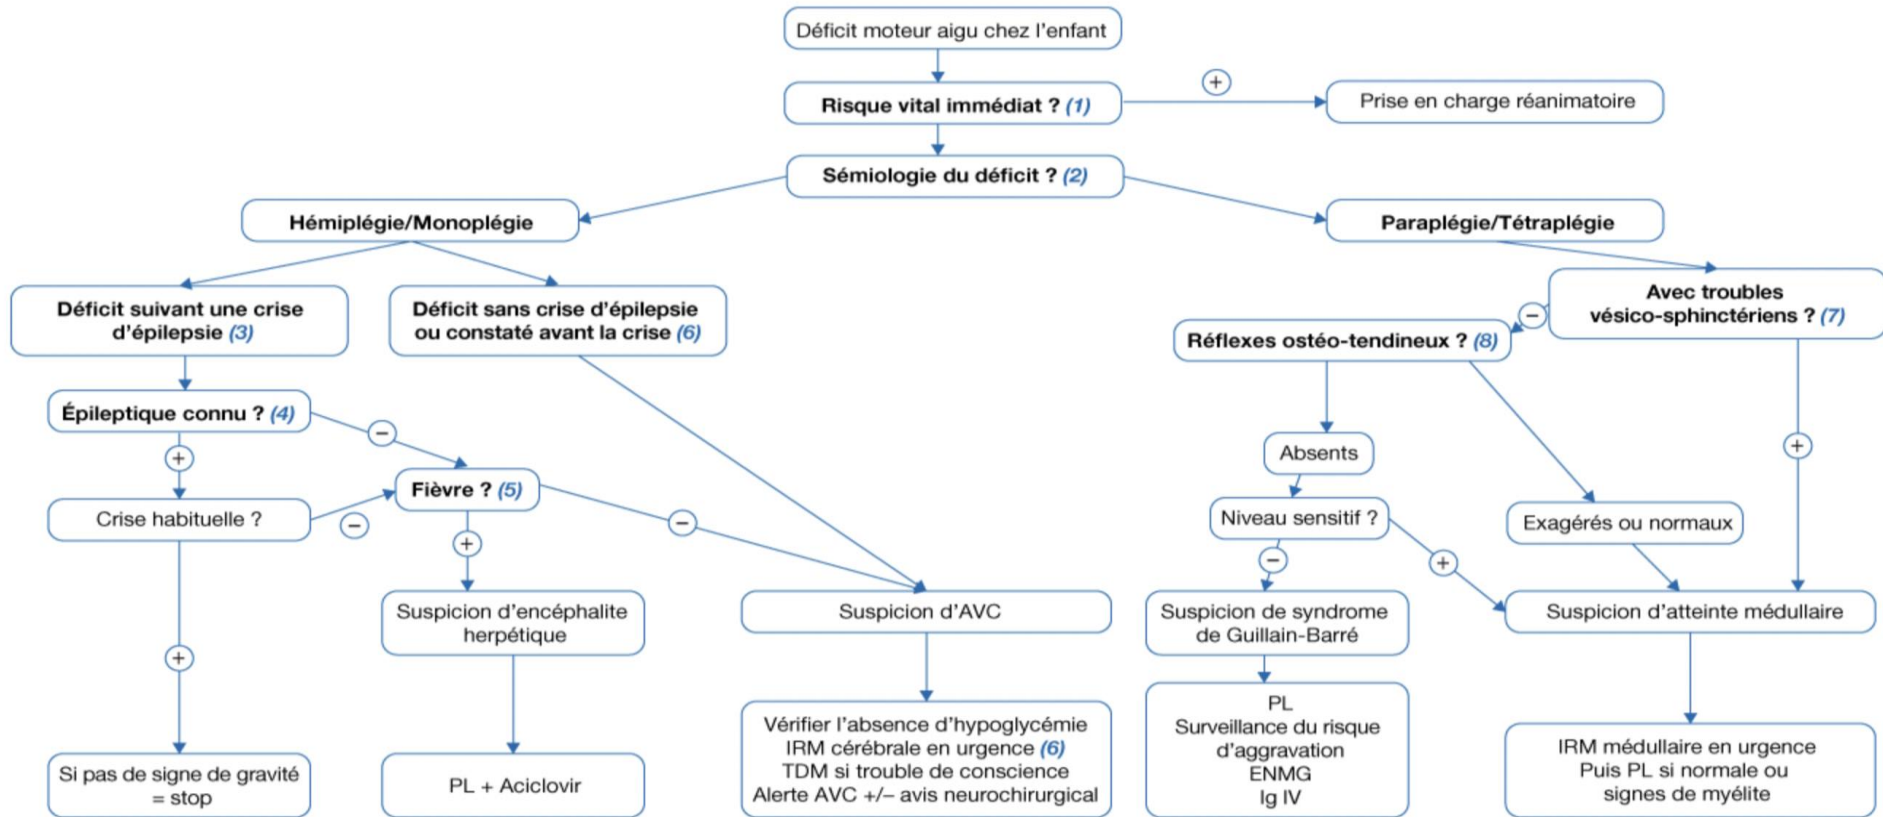 Déficit moteur aigu chez l'enfant
Risque vital immédiat ? (1)
+
Prise en charge réanimatoire
Sémiologie du déficit ? (2)
Hémiplégie/Monoplégie
Paraplégie/Tétraplégie
Déficit suivant une crise
d'épilepsie (3)
Déficit sans crise d'épilepsie
ou constaté avant la crise (6)
Avec troubles
vésico-sphinctériens ? (7)
−
Réflexes ostéo-tendineux ? (8)
Épileptique connu ? (4)
−
+
+
Absents
Fièvre ? (5)
Crise habituelle ?
−
+
−
Niveau sensitif ?
Exagérés ou normaux
−
+
Suspicion d'encéphalite
herpétique
Suspicion d'AVC
Suspicion de syndrome
de Guillain-Barré
Suspicion d'atteinte médullaire
+
Si pas de signe de gravité
= stop
PL + Aciclovir
Vérifier l'absence d'hypoglycémie
IRM cérébrale en urgence (6)
TDM si trouble de conscience
Alerte AVC +/– avis neurochirurgical
PL
Surveillance du risque
d'aggravation
ENMG
Ig IV
IRM médullaire en urgence
Puis PL si normale ou
signes de myélite